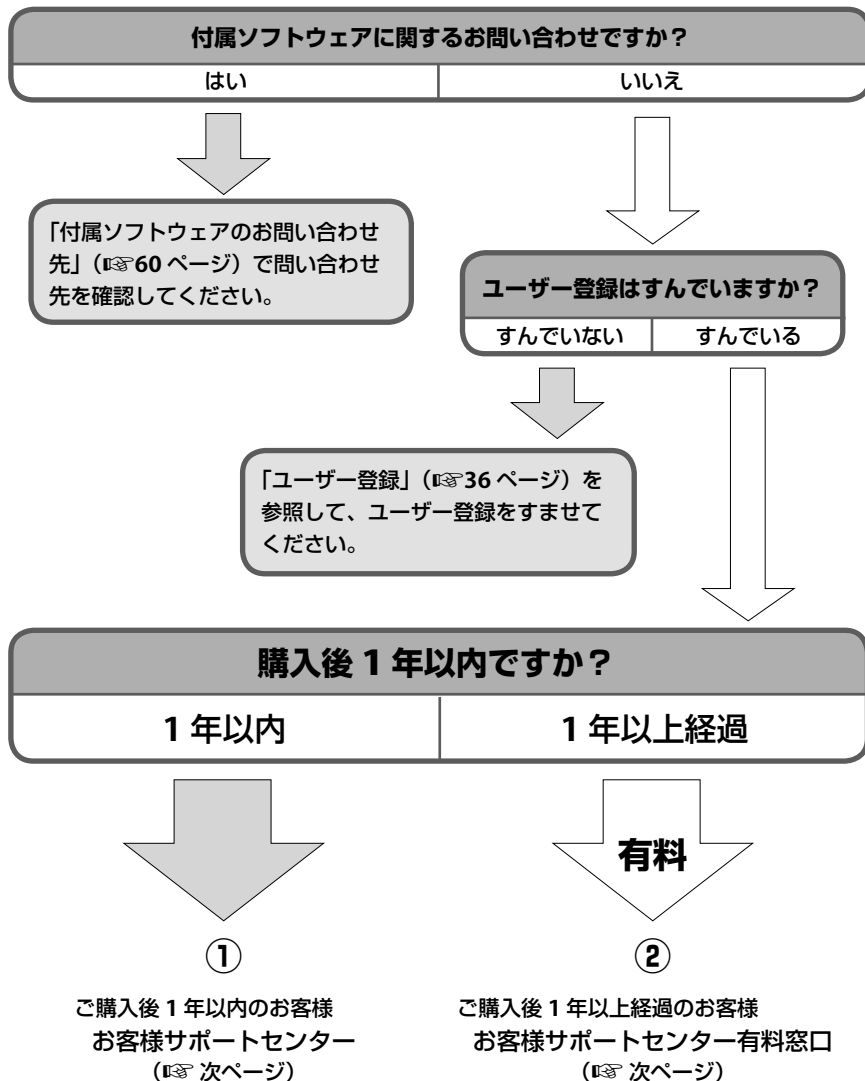 付属ソフトウェアに関するお問い合わせですか？
はい
いいえ
「付属ソフトウェアのお問い合わせ
先」（☞60 ページ）で問い合わせ
先を確認してください。
ユーザー登録はすんでいますか？
すんでいない
すんでいる
「ユーザー登録」（☞36 ページ）を
参照して、ユーザー登録をすませて
ください。
購入後 1 年以内ですか？
1 年以内
1 年以上経過
有料
①
ご購入後 1 年以内のお客様
お客様サポートセンター
（☞ 次ページ）
②
ご購入後 1 年以上経過のお客様
お客様サポートセンター有料窓口
（☞ 次ページ）